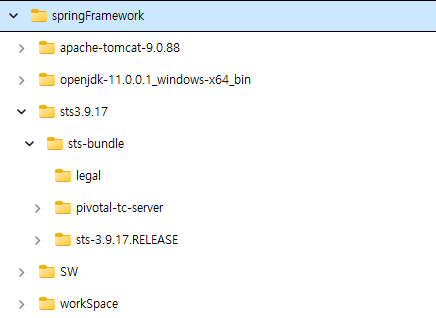 springFramework
apache-tomcat-9.0.88
openjdk-11.0.0.1_windows-x64_bin
sts3.9.17
sts-bundle
legal
pivotal-tc-server
sts-3.9.17.RELEASE
SW
workSpace